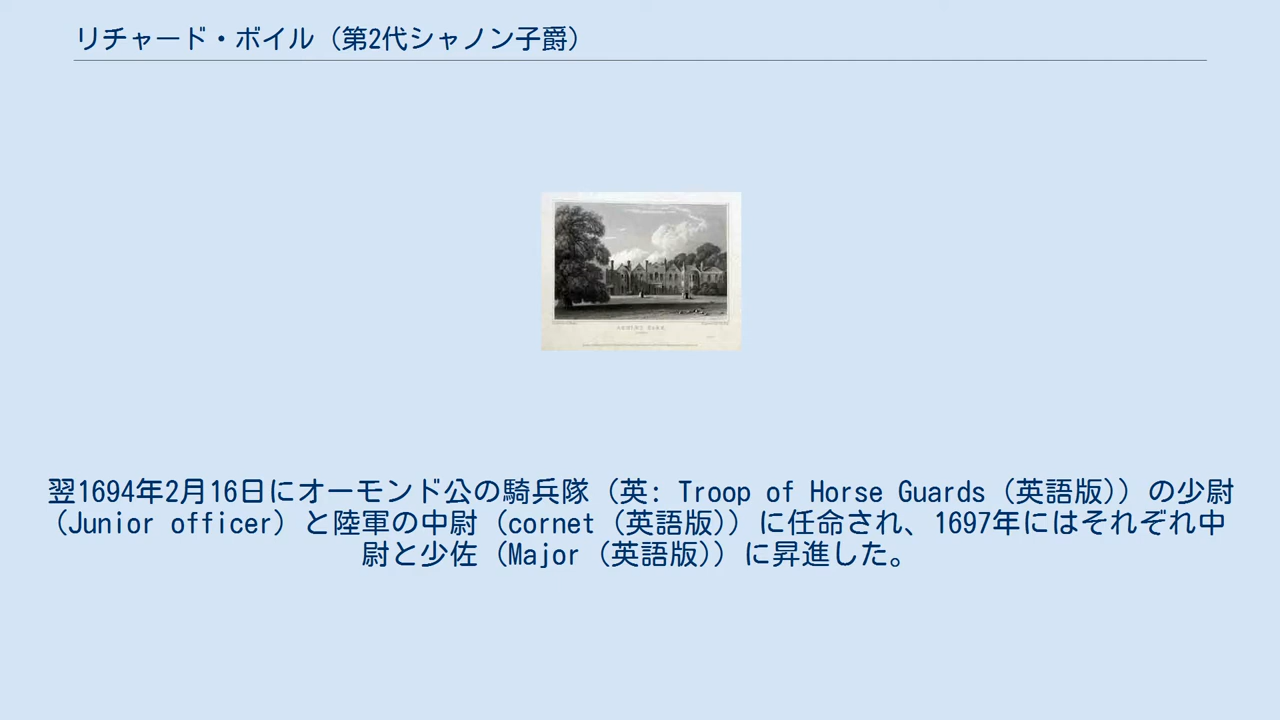 リチャード・ボイル（第2代シャノン子爵）
翌1694年2月16日にオーモンド公の騎兵隊（英: Troop of Horse Guards（英語版））の少尉
（Junior officer）と陸軍の中尉（cornet（英語版））に任命され、1697年にはそれぞれ中
尉と少佐（Major（英語版））に昇進した。